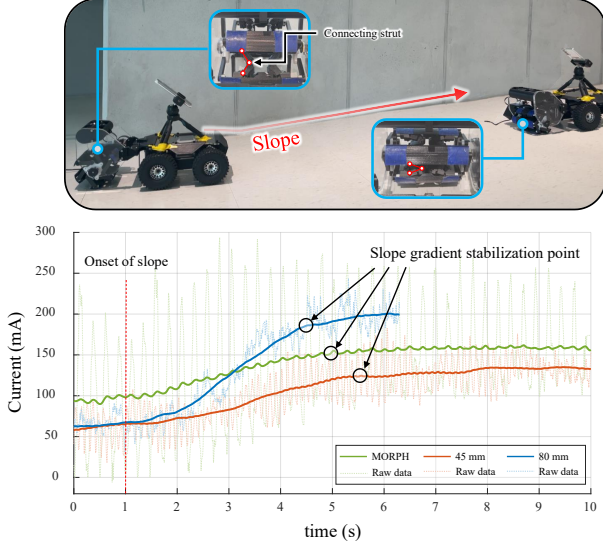 Connecting strut
Slope
300
250
200
150
100
50
0
Current (mA)
Onset of slope
Slope gradient stabilization point
MORPH 45 mm 80 mm
Raw data Raw data Raw data
0 1 2 3 4 5 6 7 8 9 10
time (s)